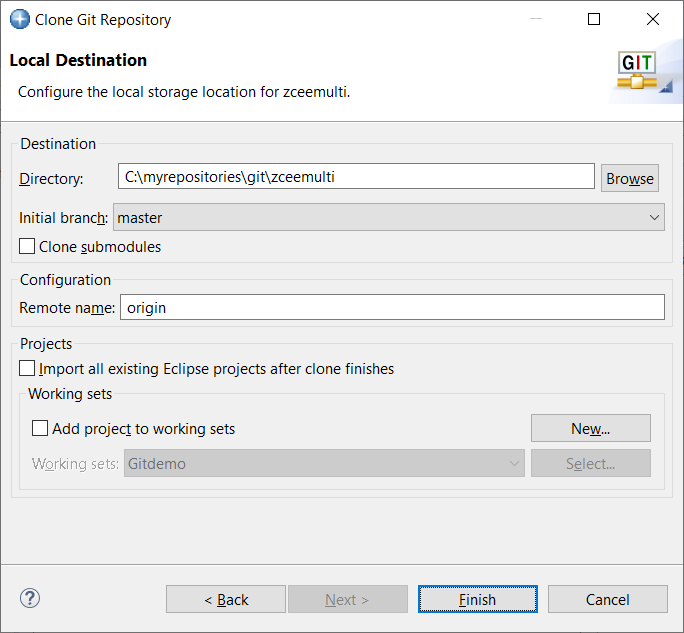 Clone Git Repository
Local Destination
GIT
Configure the local storage location for zceemulti.
Destination
Directory: C:\myrepositories\git\zceemulti Browse
Initial branch: master
Clone submodules
Configuration
Remote name: origin
Projects
Import all existing Eclipse projects after clone finishes
Working sets
Add project to working sets New...
Working sets: Gitdemo Select...
? < Back Next > Finish Cancel